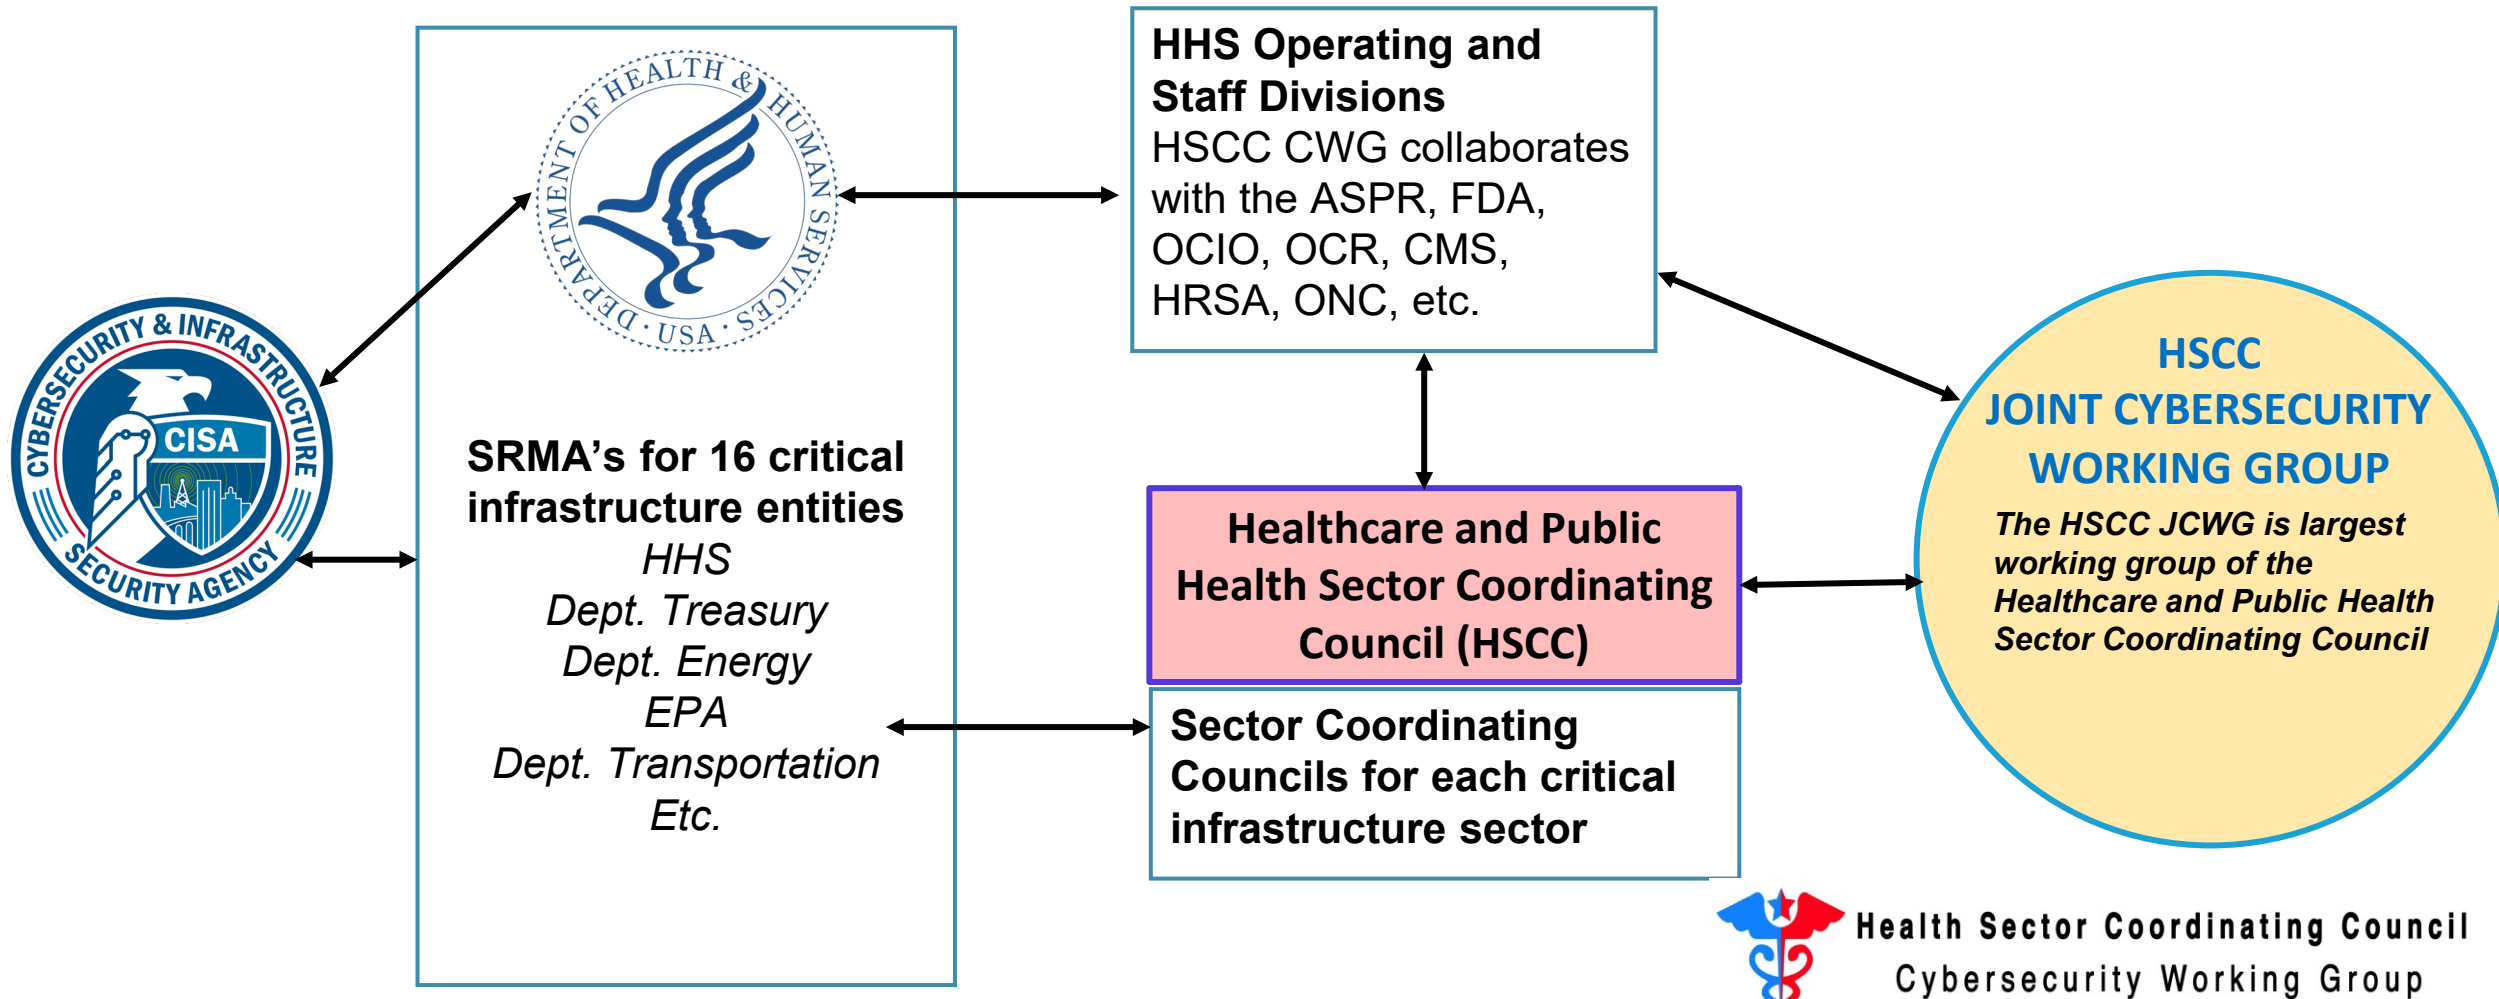 CYBERSECURITY & INFRASTRUCTURE
SECURITY AGENCY
CISA
DEPARTMENT OF HEALTH & HUMAN SERVICES · USA ·
SRMA’s for 16 critical
infrastructure entities
HHS
Dept. Treasury
Dept. Energy
EPA
Dept. Transportation
Etc.
HHS Operating and
Staff Divisions
HSCC CWG collaborates
with the ASPR, FDA,
OCIO, OCR, CMS,
HRSA, ONC, etc.
Healthcare and Public
Health Sector Coordinating
Council (HSCC)
Sector Coordinating
Councils for each critical
infrastructure sector
HSCC
JOINT CYBERSECURITY
WORKING GROUP
The HSCC JCWG is largest
working group of the
Healthcare and Public Health
Sector Coordinating Council
Health Sector Coordinating Council
Cybersecurity Working Group